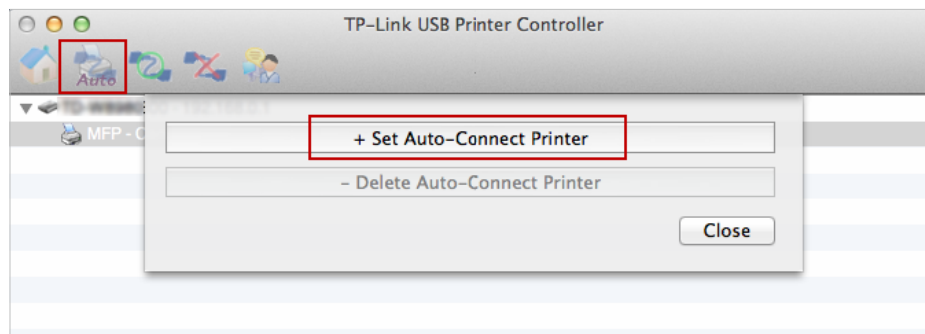 TP-Link USB Printer Controller
Auto
MFP - C
+ Set Auto-Connect Printer
- Delete Auto-Connect Printer
Close